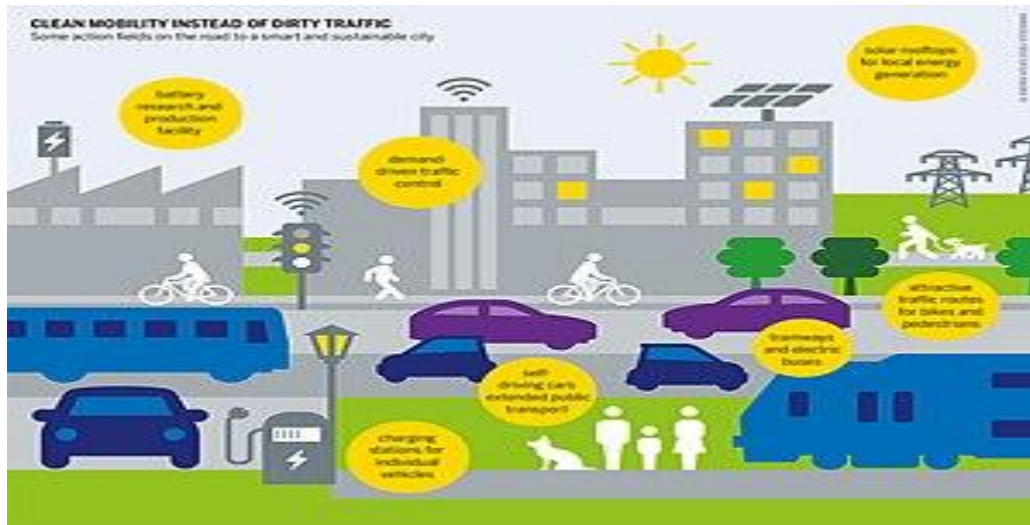 CLEAN MOBILITY INSTEAD OF DIRTY TRAFFIC
Some action fields on the road to a smart and sustainable city
solar rooftops
for local energy
generation
battery
research and
production
facility
demand-
driven traffic
control
attractive
traffic routes
for bikes and
pedestrians
tramways
and electric
buses
self-
driving cars
extended public
transport
charging
stations for
individual
vehicles